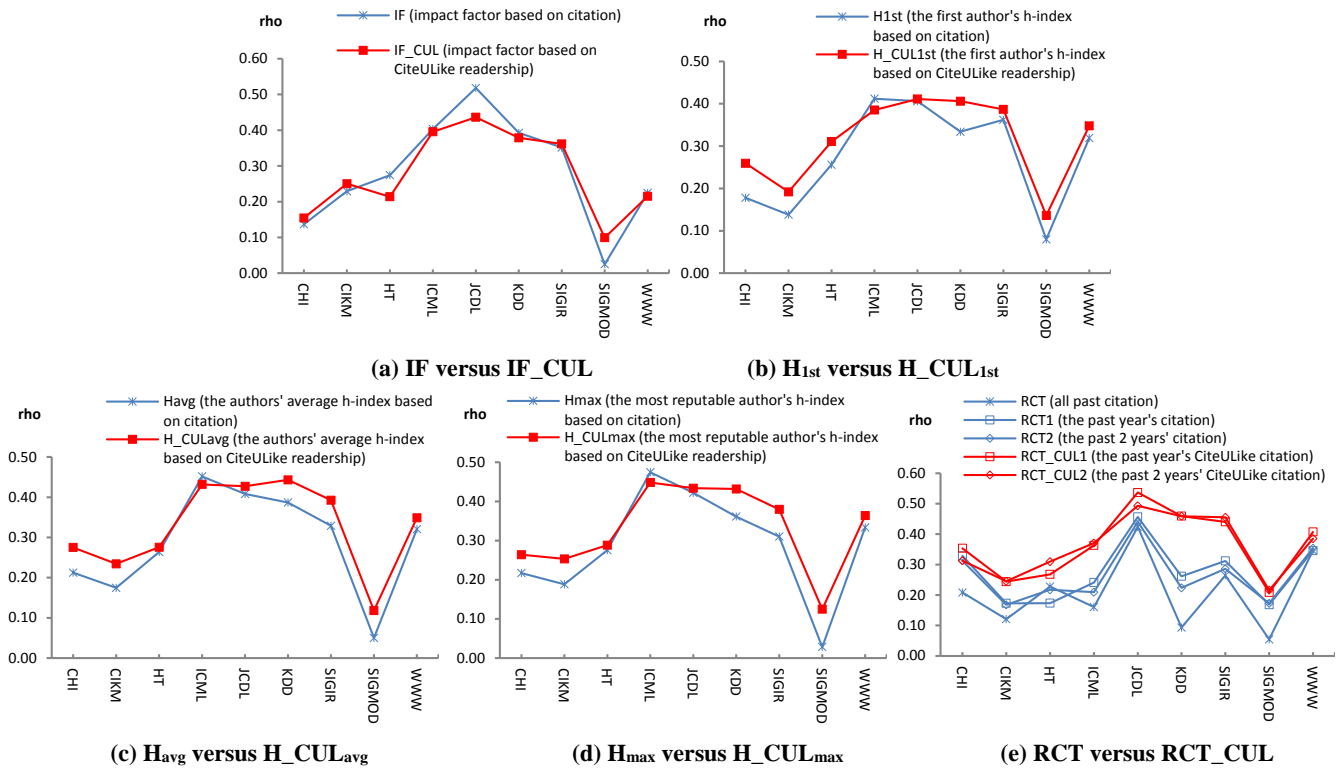 rho
IF (impact factor based on citation)
IF_CUL (impact factor based on
CiteULike readership)
0.60
0.50
0.40
0.30
0.20
0.10
0.00
CHI
CIKM
HT
ICML
JCDL
KDD
SIGIR
SIGMOD
WWW
(a) IF versus IF_CUL
rho
H1st (the first author's h-index
based on citation)
H_CUL1st (the first author's h-index
based on CiteULike readership)
0.50
0.40
0.30
0.20
0.10
0.00
CHI
CIKM
HT
ICML
JCDL
KDD
SIGIR
SIGMOD
WWW
(b) H1st versus H_CUL1st
rho
Havg (the authors' average h-index based
on citation)
H_CULavg (the authors' average h-index
based on CiteULike readership)
0.50
0.40
0.30
0.20
0.10
0.00
CHI
CIKM
HT
ICML
JCDL
KDD
SIGIR
SIGMOD
WWW
(c) Havg versus H_CULavg
rho
Hmax (the most reputable author's h-index
based on citation)
H_CULmax (the most reputable author's h-index
based on CiteULike readership)
0.50
0.40
0.30
0.20
0.10
0.00
CHI
CIKM
HT
ICML
JCDL
KDD
SIGIR
SIGMOD
WWW
(d) Hmax versus H_CULmax
rho
RCT (all past citation)
RCT1 (the past year's citation)
RCT2 (the past 2 years' citation)
RCT_CUL1 (the past year's CiteULike citation)
RCT_CUL2 (the past 2 years' CiteULike citation)
0.60
0.50
0.40
0.30
0.20
0.10
0.00
CHI
CIKM
HT
ICML
JCDL
KDD
SIGIR
SIGMOD
WWW
(e) RCT versus RCT_CUL